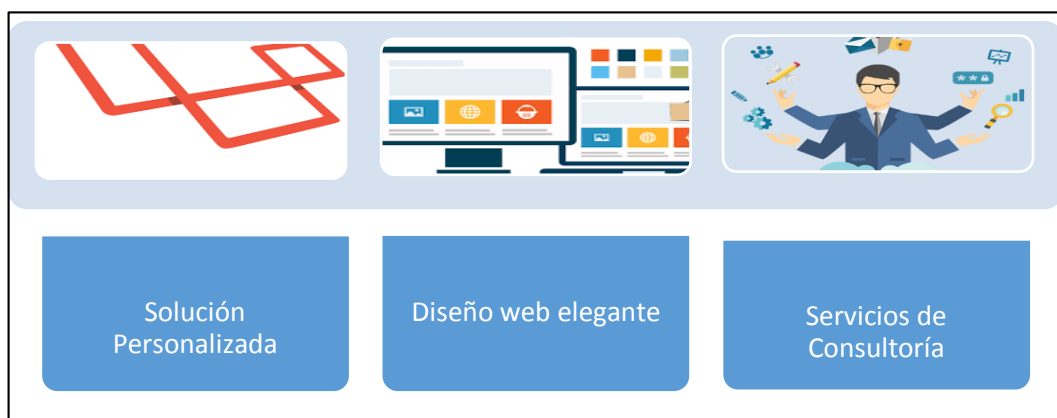 Solución
Personalizada
Diseño web elegante
Servicios de
Consultoría